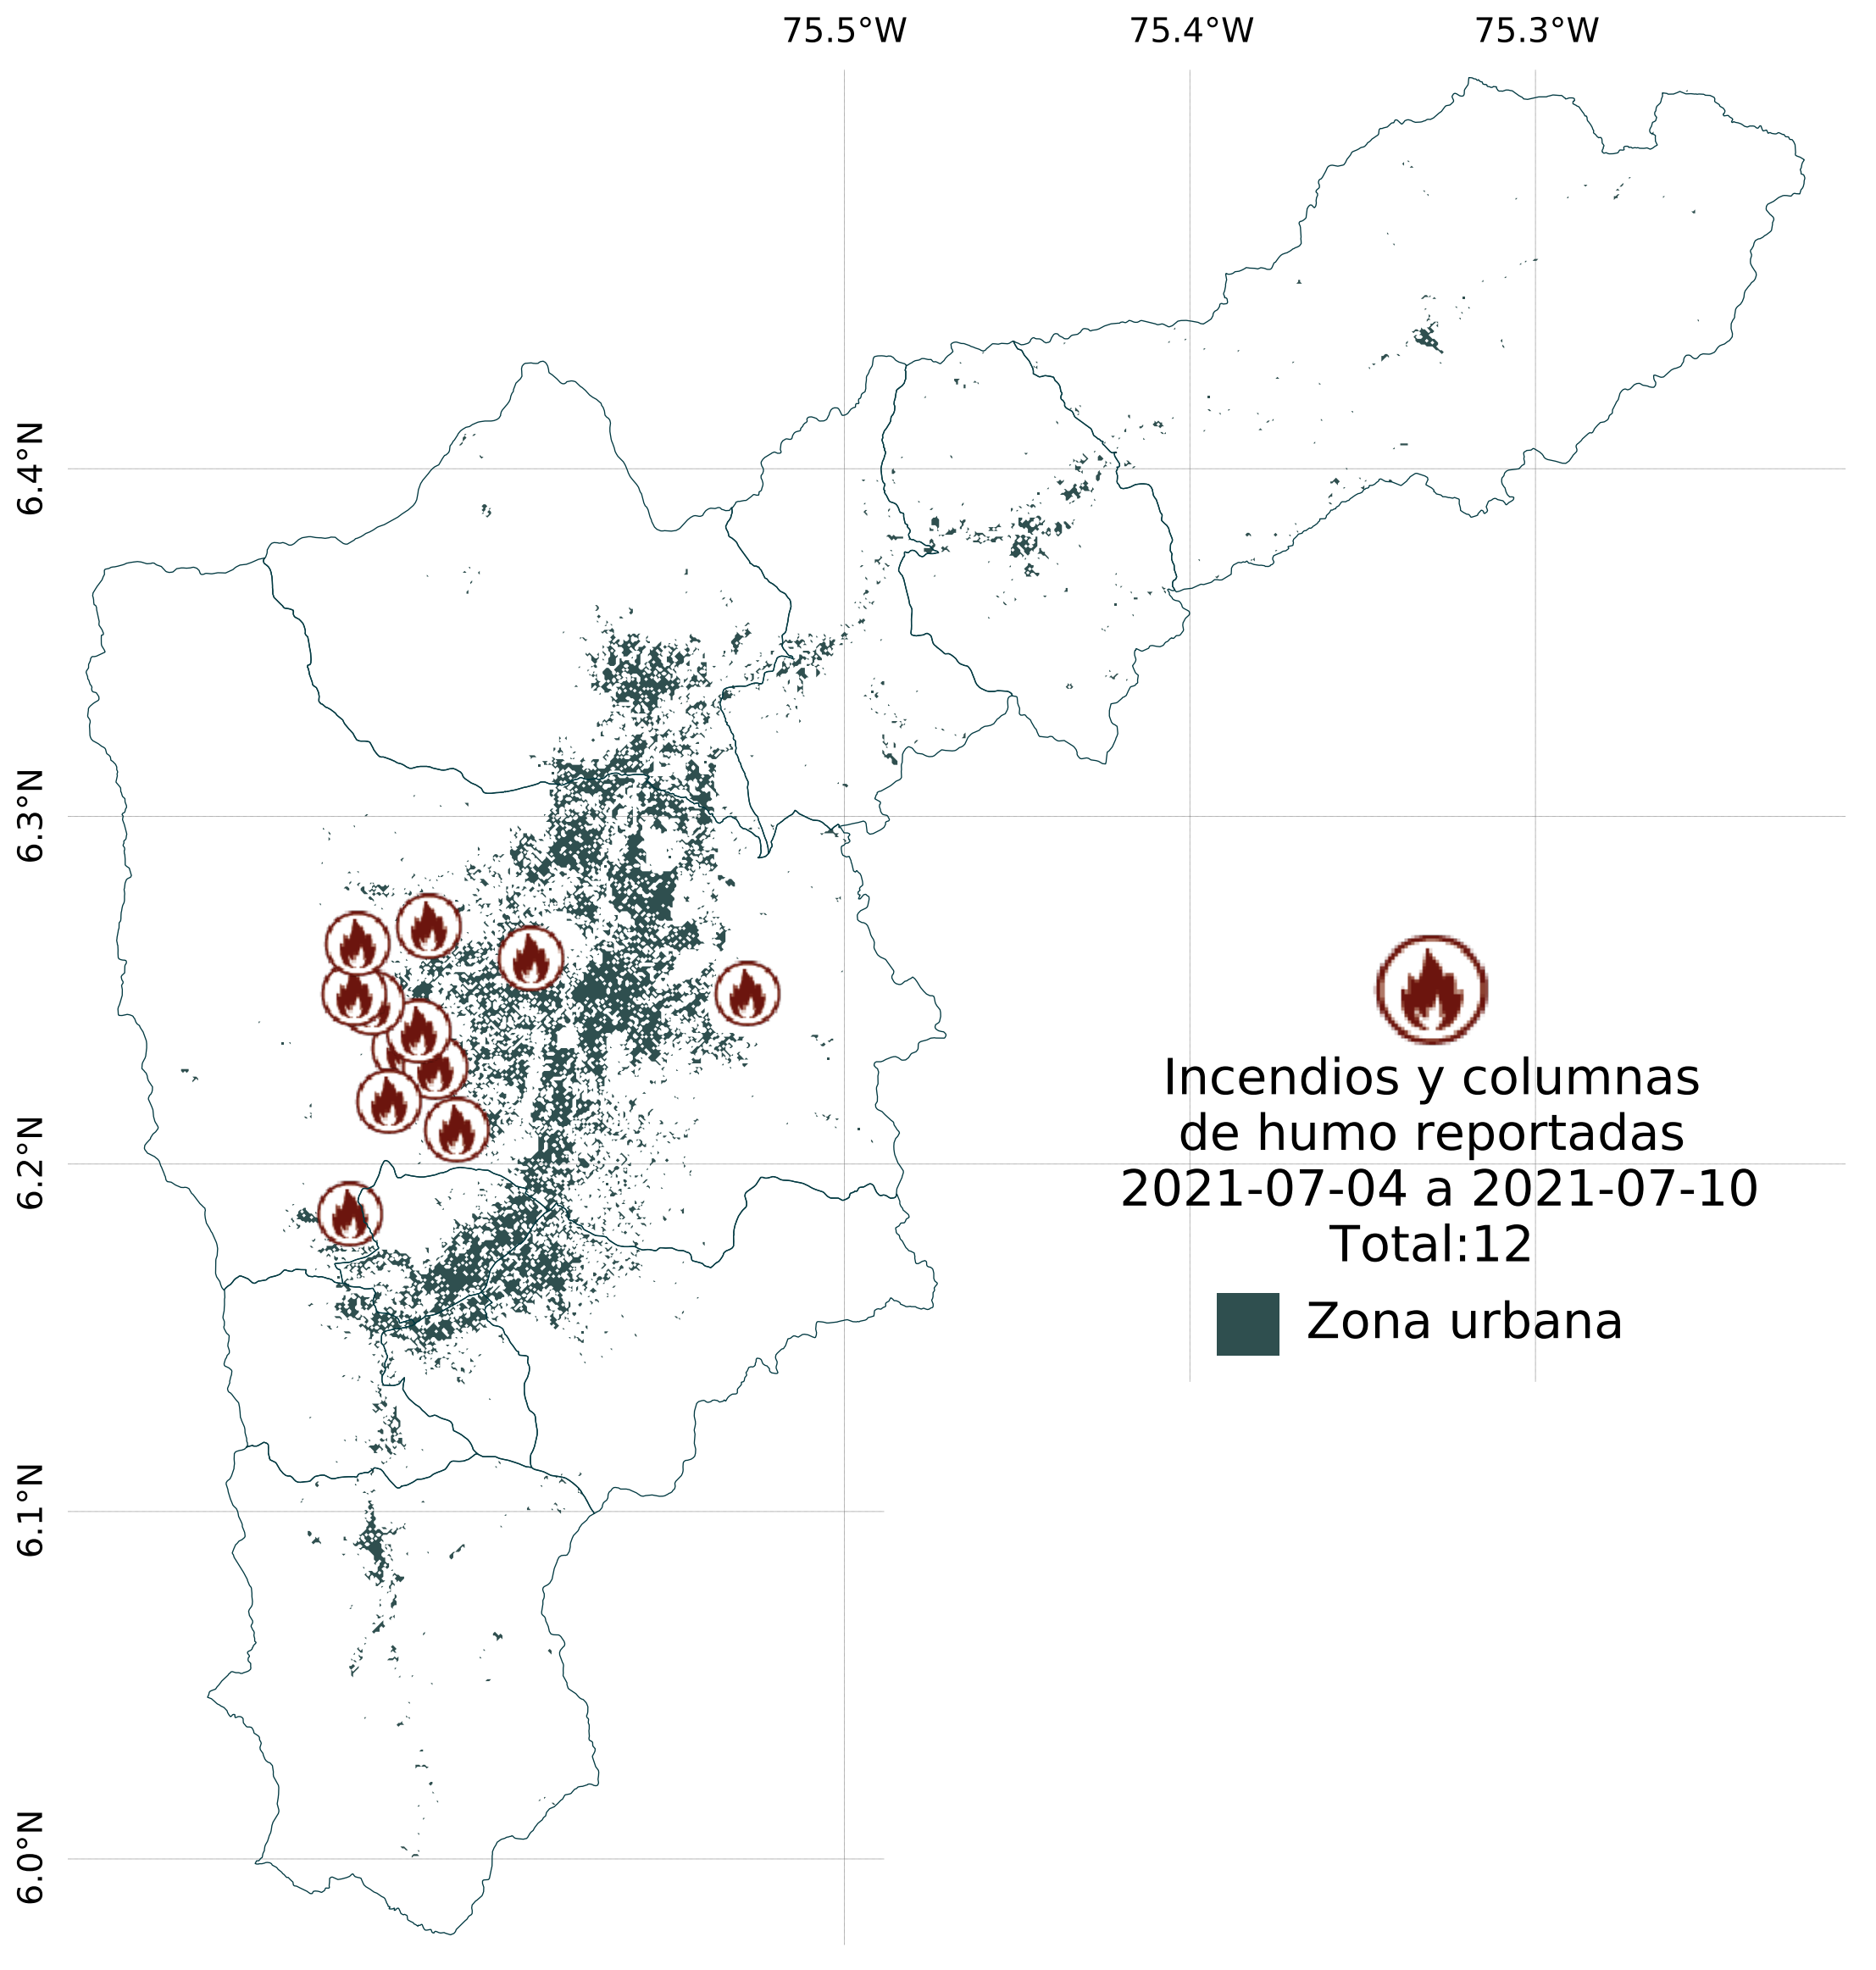 75.5°W
75.4°W
75.3°W
6.4°N
6.3°N
6.2°N
6.1°N
6.0°N
Incendios y columnas
de humo reportadas
2021-07-04 a 2021-07-10
Total:12
Zona urbana